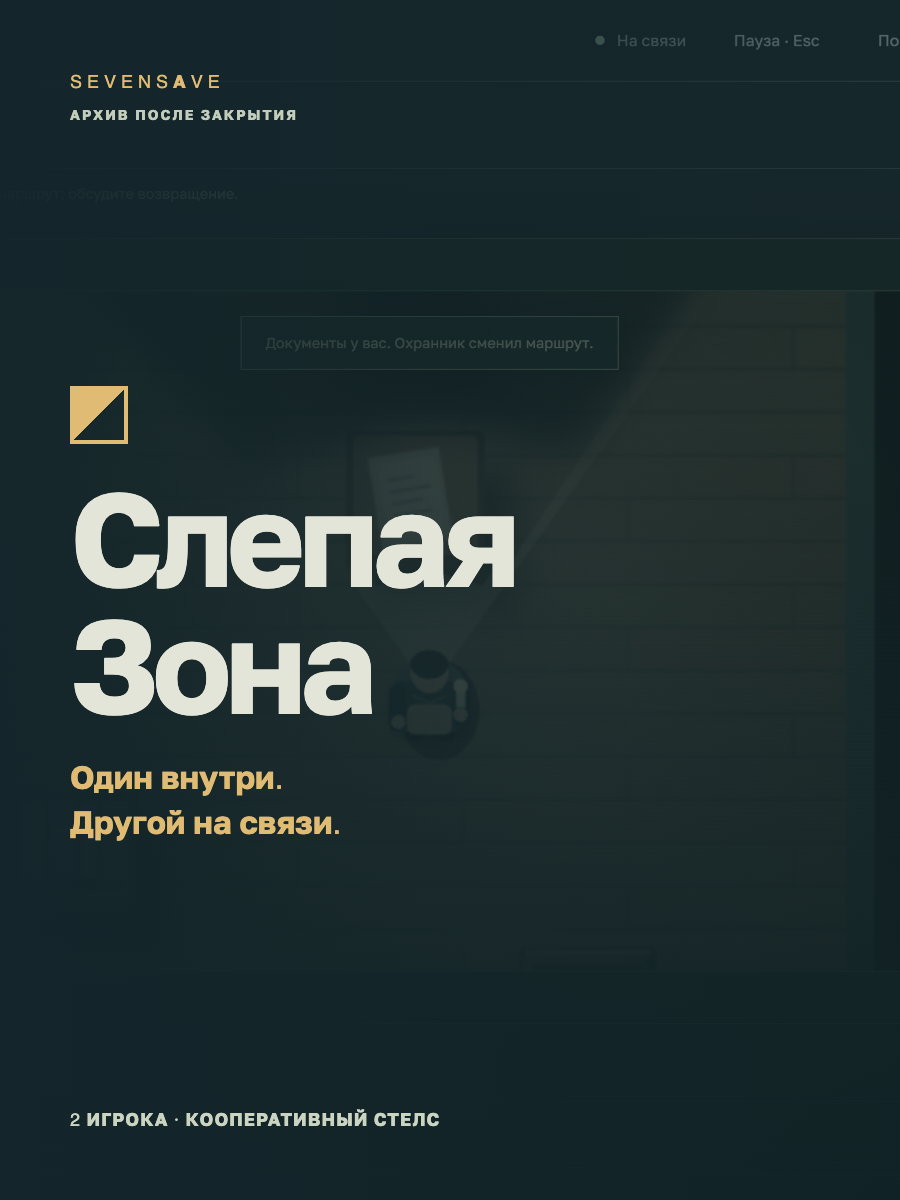 На связи Пауза · Esc По
SEVENSAVE
АРХИВ ПОСЛЕ ЗАКРЫТИЯ
обсудите возвращение.
Документы у вас. Охранник сменил маршрут.
Слепая
Зона
Один внутри.
Другой на связи.
2 ИГРОКА · КООПЕРАТИВНЫЙ СТЕЛС